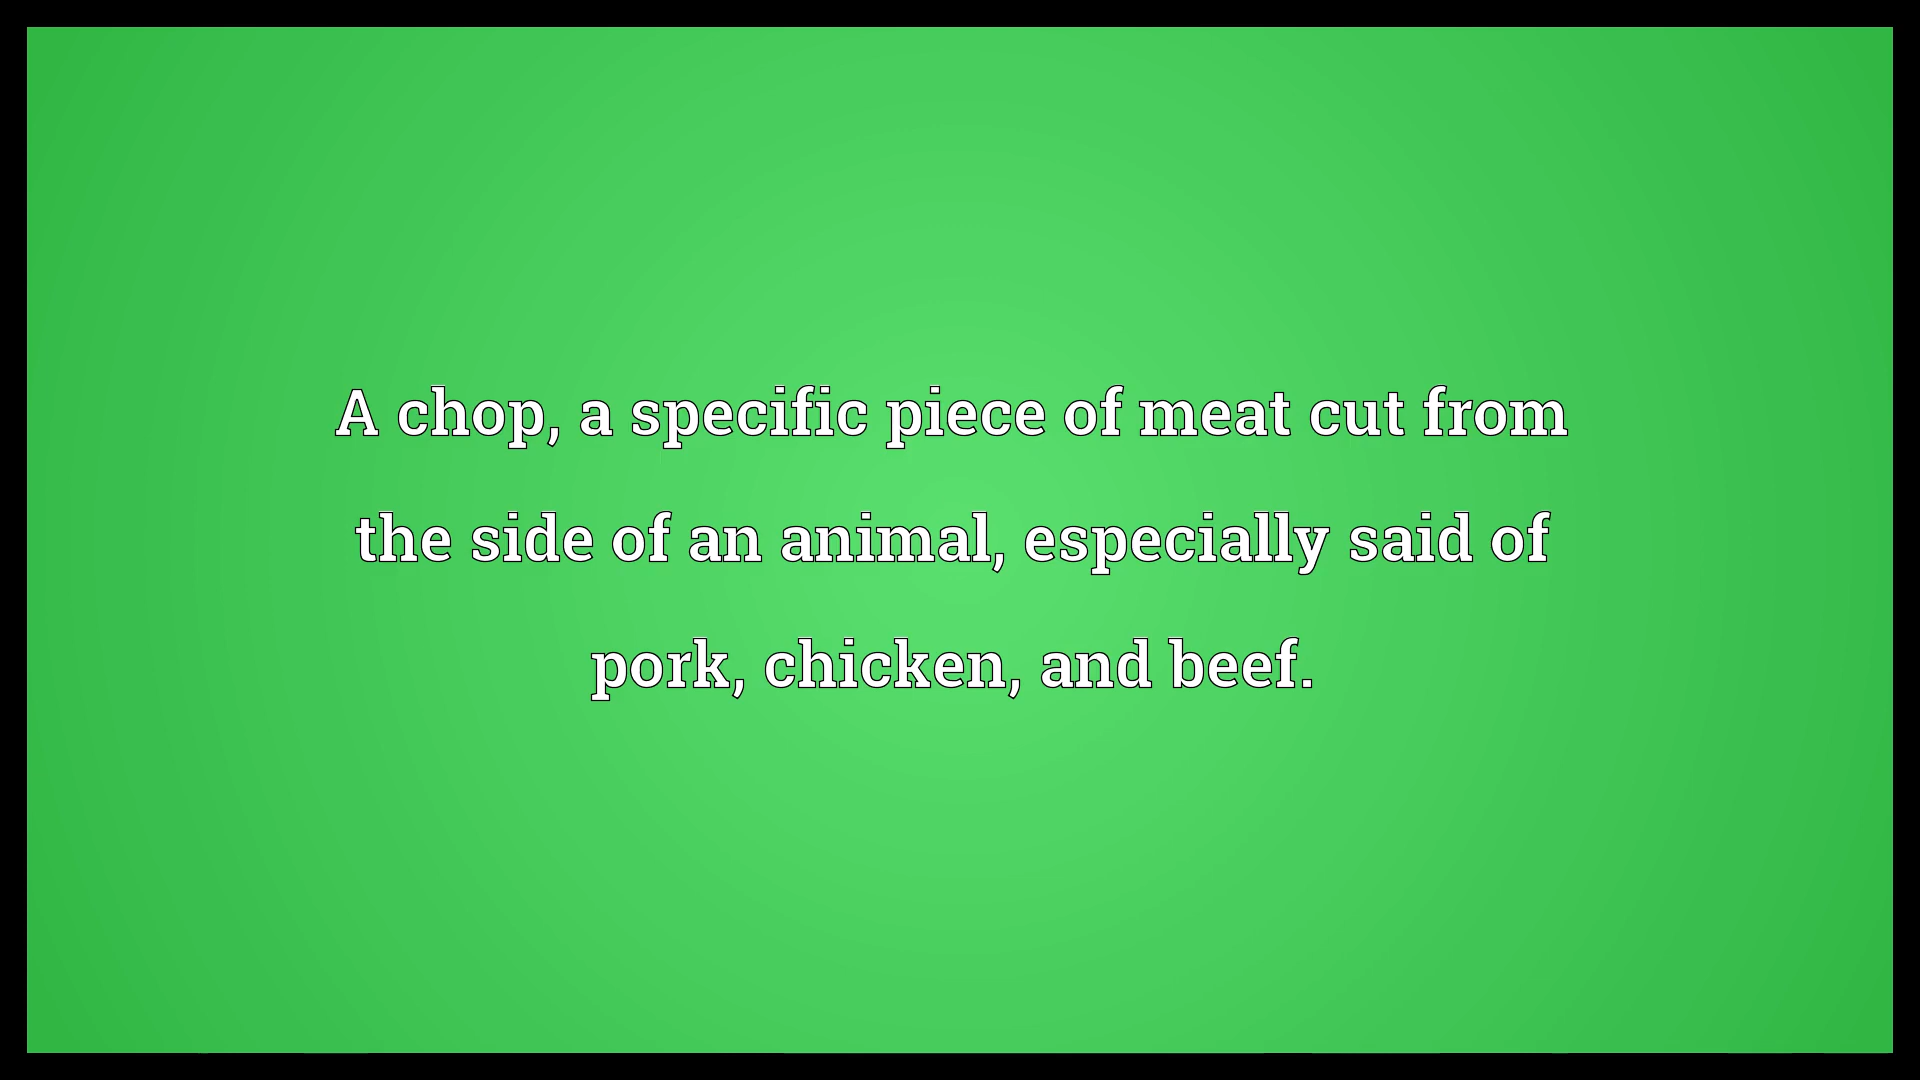 A chop, a specific piece of meat cut from
the side of an animal, especially said of
pork, chicken, and beef.